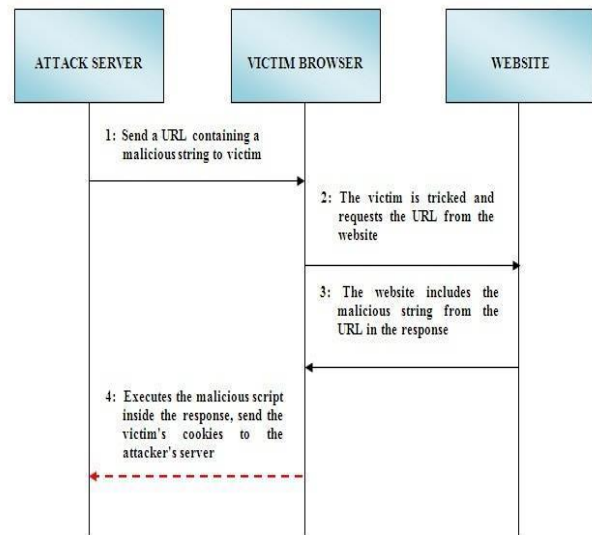 ATTACK SERVER
VICTIM BROWSER
WEBSITE
1: Send a URL containing a
malicious string to victim
2: The victim is tricked and
requests the URL from the
website
3: The website includes the
malicious string from the
URL in the response
4: Executes the malicious script
inside the response, send the
victim's cookies to the
attacker's server